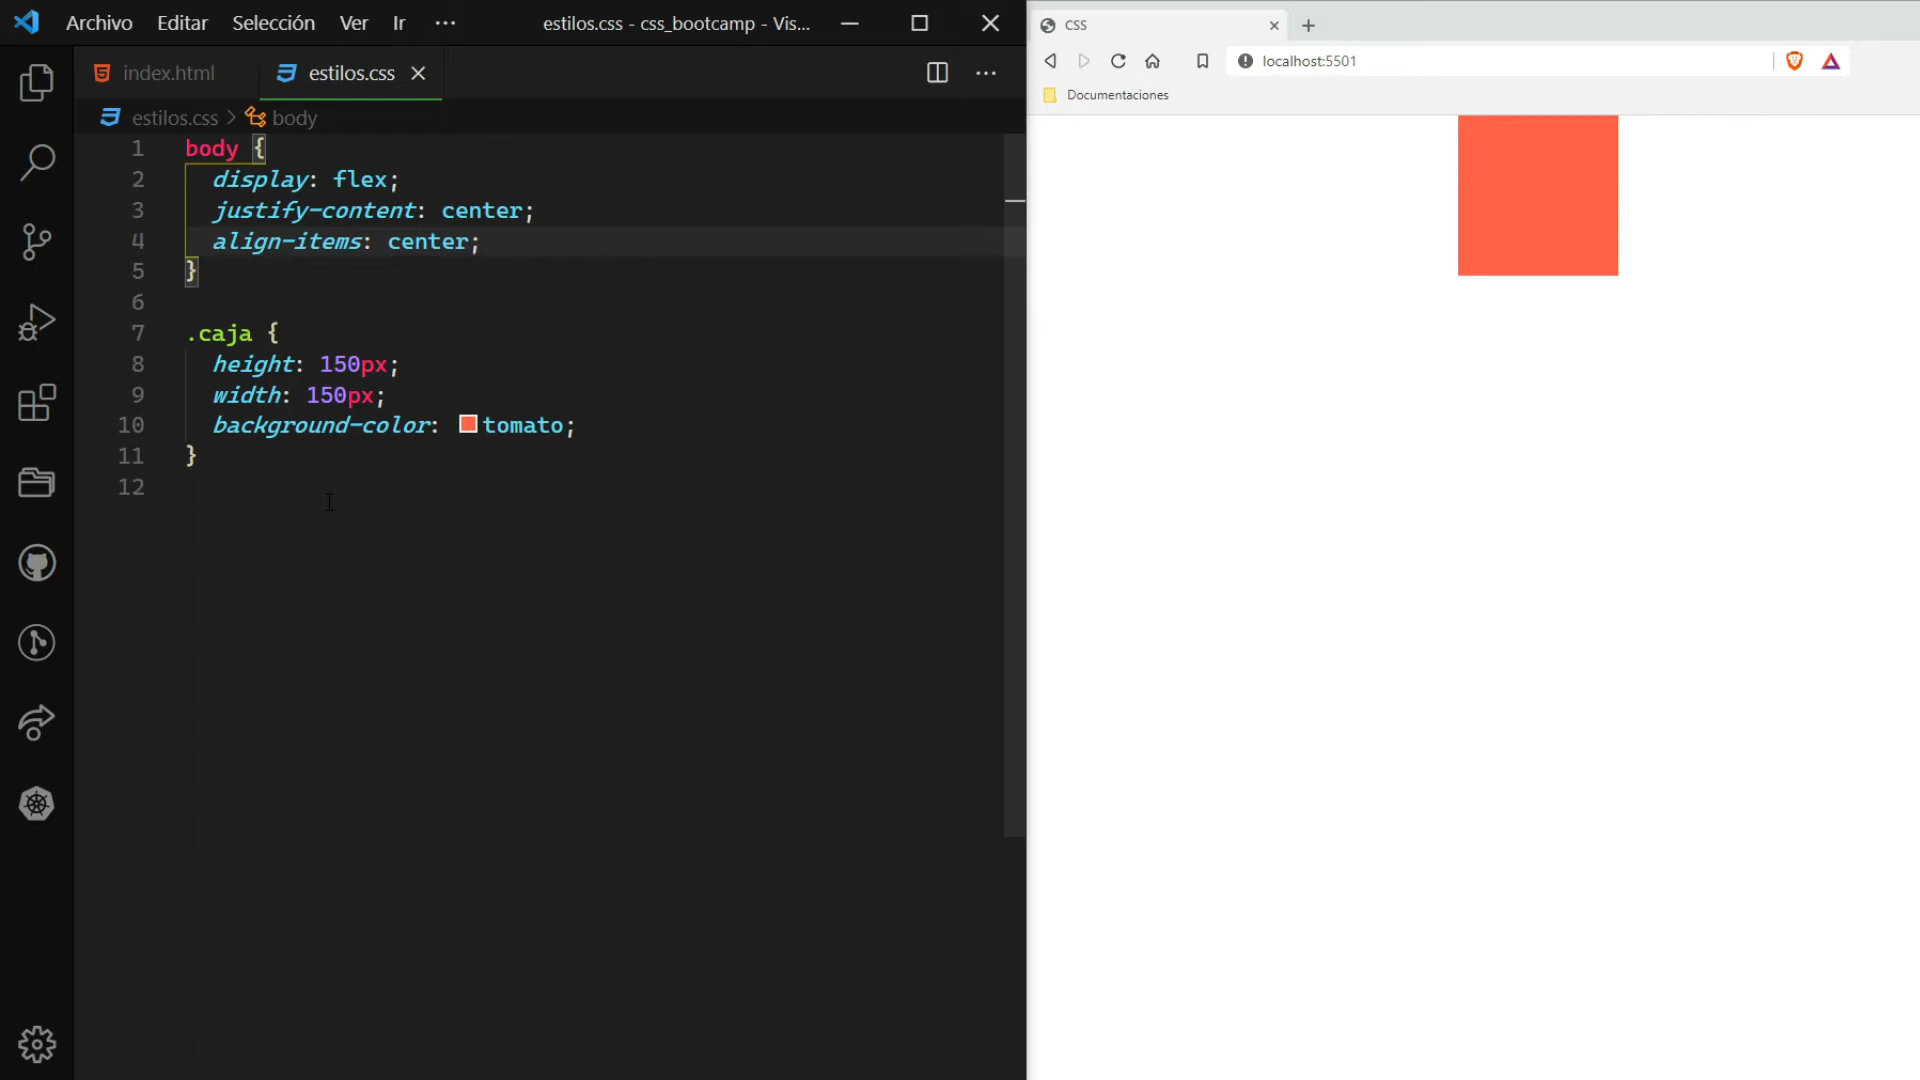 Archivo Editar Selección Ver Ir ··· estilos.css - css_bootcamp - Vis...
index.html estilos.css
estilos.css > body
1 body {
2 display: flex;
3 justify-content: center;
4 align-items: center;
5 }
6
7 .caja {
8 height: 150px;
9 width: 150px;
10 background-color: tomato;
11 }
12
CSS
localhost:5501
Documentaciones